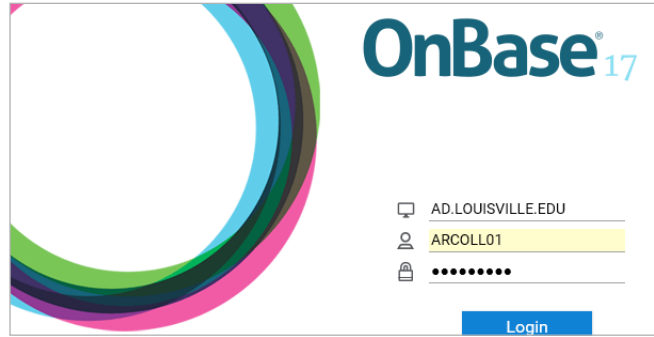 OnBase® 17
AD.LOUISVILLE.EDU
ARCOLL01
●●●●●●●●●
Login